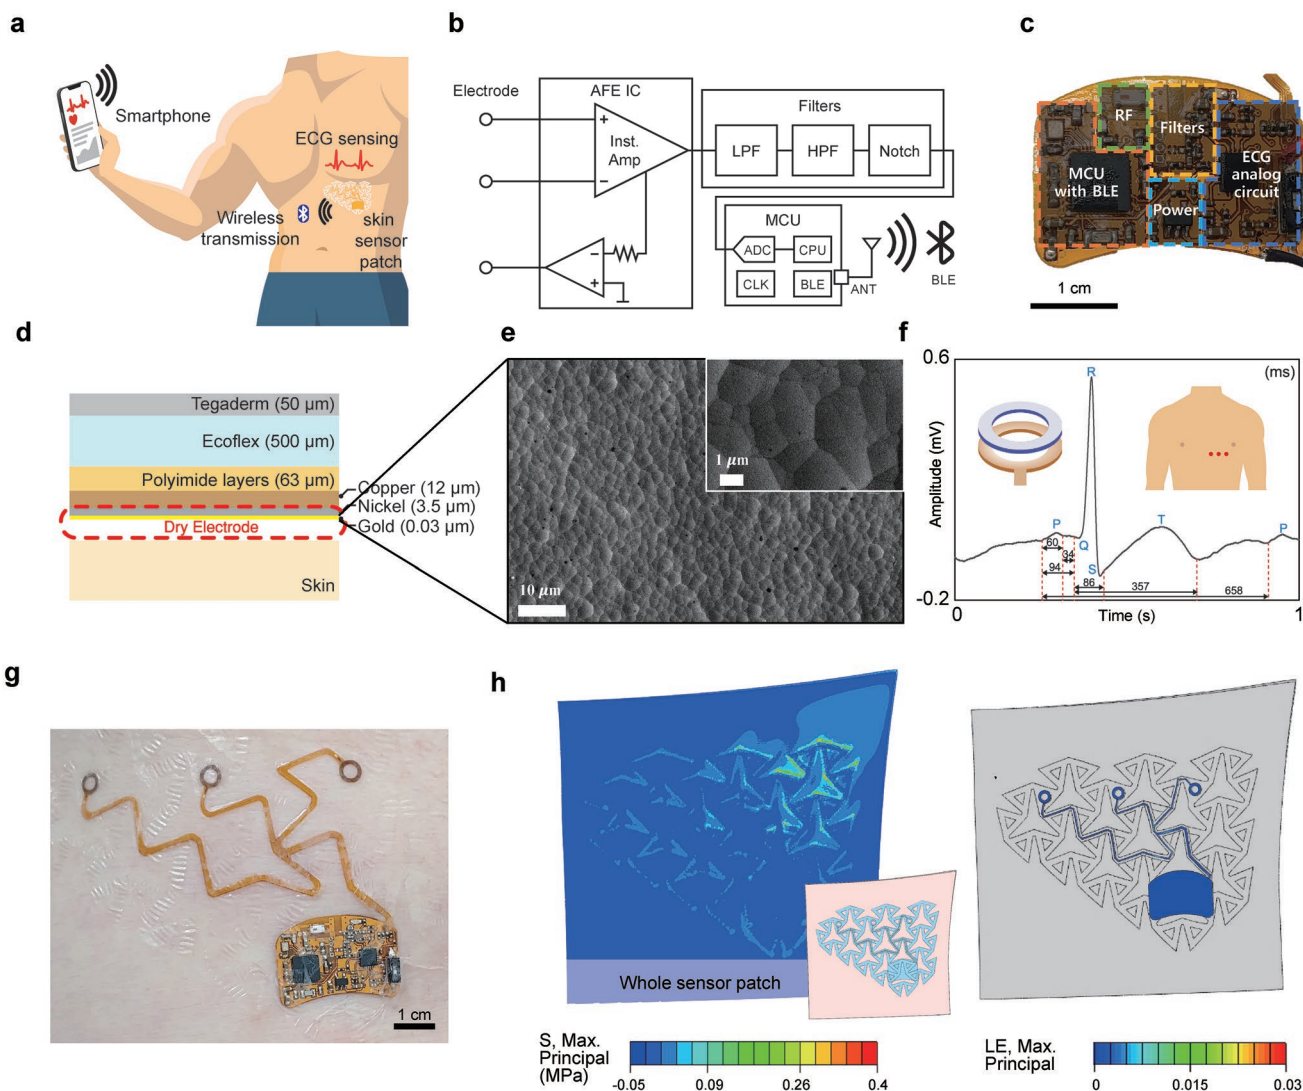 a
Smartphone
ECG sensing
Wireless
transmission
skin
sensor
patch
b
Electrode
AFE IC
+
Inst.
Amp
−
−
+
Filters
LPF
HPF
Notch
MCU
ADC
CPU
CLK
BLE
ANT
BLE
c
RF
Filters
MCU
with BLE
Power
ECG
analog
circuit
1 cm
d
Tegaderm (50 µm)
Ecoflex (500 µm)
Polyimide layers (63 µm)
Copper (12 µm)
Nickel (3.5 µm)
Gold (0.03 µm)
Dry Electrode
Skin
e
1 µm
10 µm
f
0.6
(ms)
R
Amplitude (mV)
P
Q
S
T
P
60
34
94
86
357
658
-0.2
0
Time (s)
1
g
1 cm
h
Whole sensor patch
S, Max.
Principal
(MPa)
-0.05
0.09
0.26
0.4
LE, Max.
Principal
0
0.015
0.03